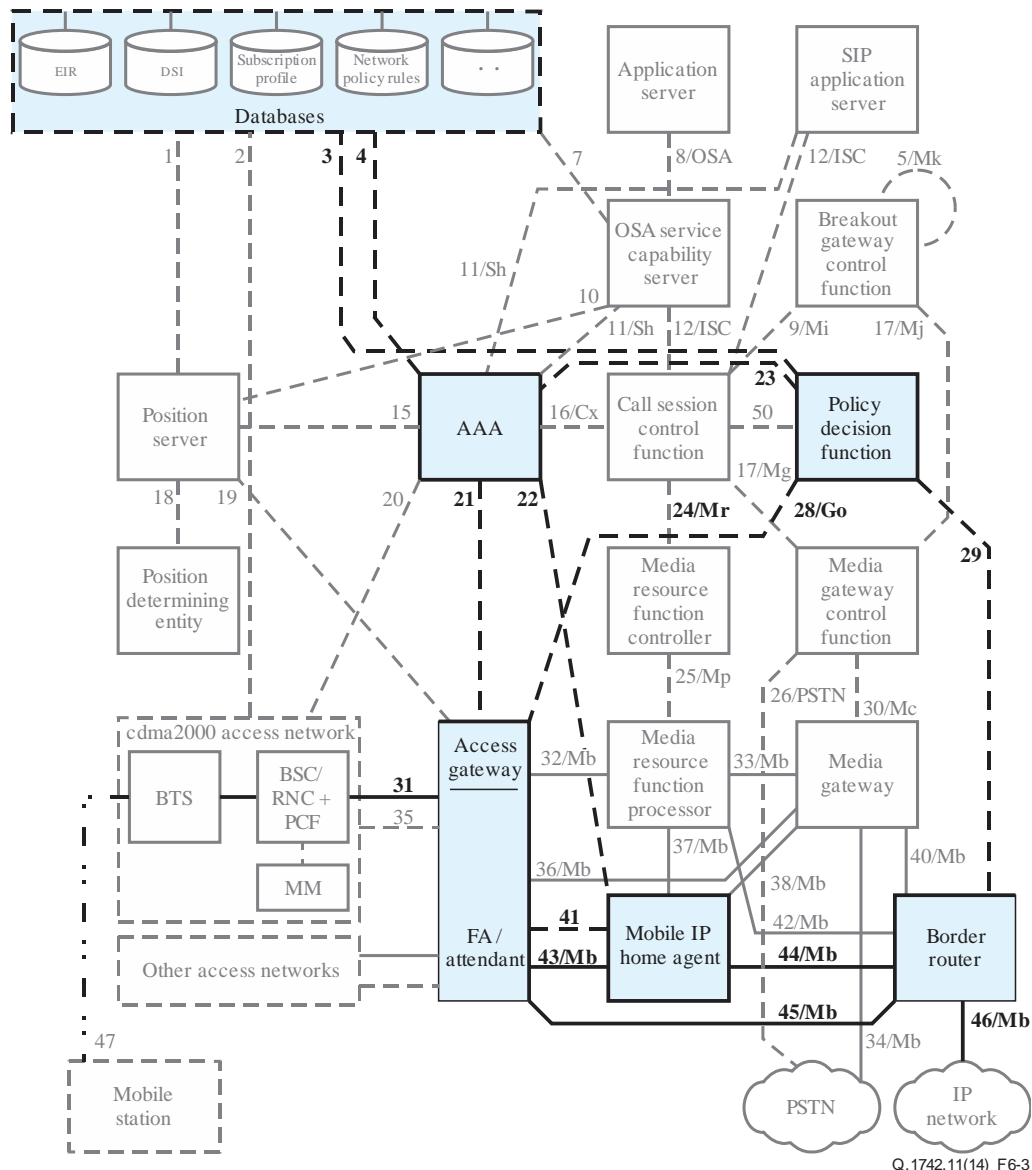 EIR
DSI
Subscription
profile
Network
policy rules
. .
Databases
Application
server
SIP
application
server
1
2
3
4
7
8/OSA
12/ISC
5/Mk
OSA service
capability
server
Breakout
gateway
control
function
11/Sh
10
11/Sh
12/ISC
9/Mi
17/Mj
23
Position
server
15
AAA
16/Cx
Call session
control
function
50
Policy
decision
function
18
19
20
21
22
24/Mr
17/Mg
28/Go
29
Position
determining
entity
Media
resource
function
controller
Media
gateway
control
function
25/Mp
26/PSTN
30/Mc
cdma2000 access network
BTS
BSC/
RNC +
PCF
MM
31
35
Access
gateway
32/Mb
Media
resource
function
processor
33/Mb
Media
gateway
36/Mb
37/Mb
38/Mb
40/Mb
42/Mb
Other access networks
FA /
attendant
41
43/Mb
Mobile IP
home agent
44/Mb
Border
router
45/Mb
46/Mb
34/Mb
47
Mobile
station
PSTN
IP
network
Q.1742.11(14)_F6-3